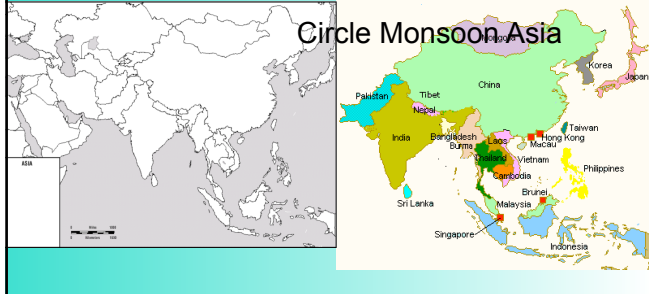 Circle Monsoon Asia
Mongolia
Korea
Japan
China
Pakistan
Tibet
Nepal
Taiwan
India
Bangladesh
Laos
Hong Kong
Macau
Burma
Thailand
Vietnam
Philippines
Cambodia
Brunei
Sri Lanka
Malaysia
Singapore
Indonesia
ASIA